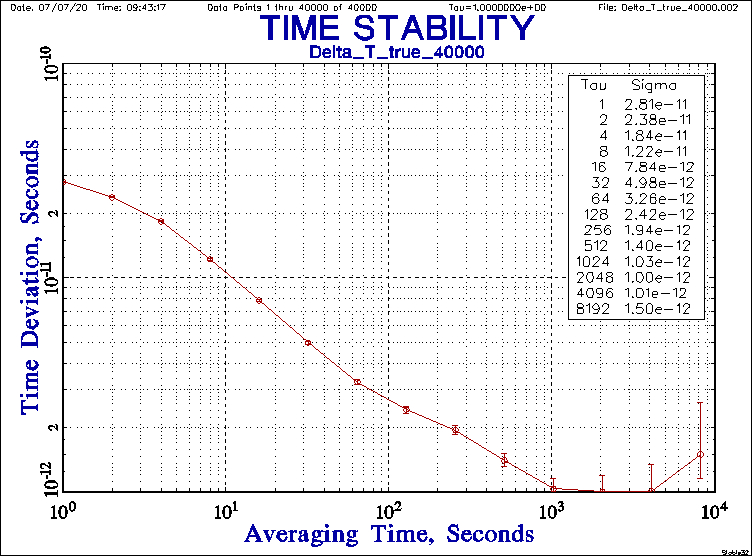 Date: 07/07/20 Time: 09:43:17 Data Points 1 thru 40000 of 40000 Tau=1.0000000e+00 File: Delta_T_true_40000.002
TIME STABILITY
Delta_T_true_40000
Tau Sigma
1 2.81e-11
2 2.38e-11
4 1.84e-11
8 1.22e-11
16 7.84e-12
32 4.98e-12
64 3.26e-12
128 2.42e-12
256 1.94e-12
512 1.40e-12
1024 1.03e-12
2048 1.00e-12
4096 1.01e-12
8192 1.50e-12
Time Deviation, Seconds
10⁻¹⁰
2
10⁻¹¹
2
10⁻¹²
10⁰ 10¹ 10² 10³ 10⁴
Averaging Time, Seconds
Stable32